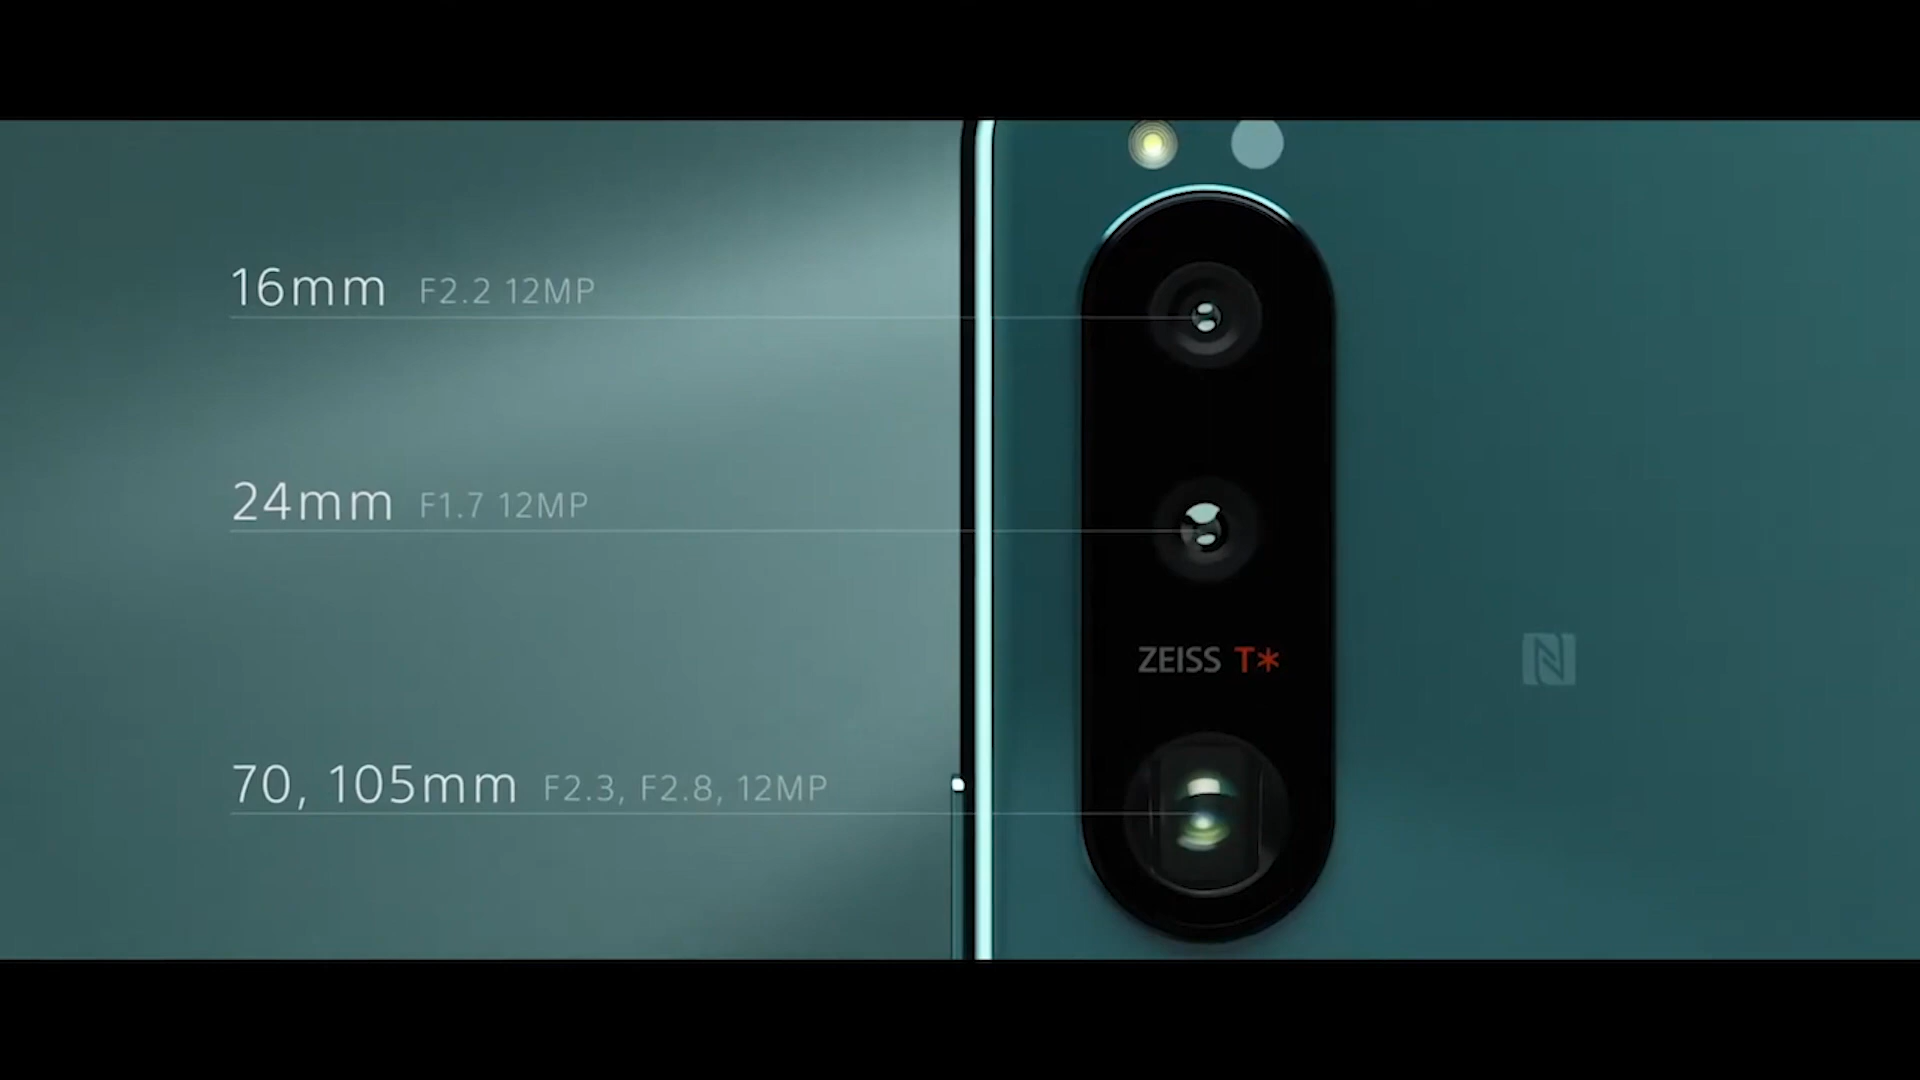 16mm F2.2 12MP
24mm F1.7 12MP
ZEISS T*
70, 105mm F2.3, F2.8, 12MP